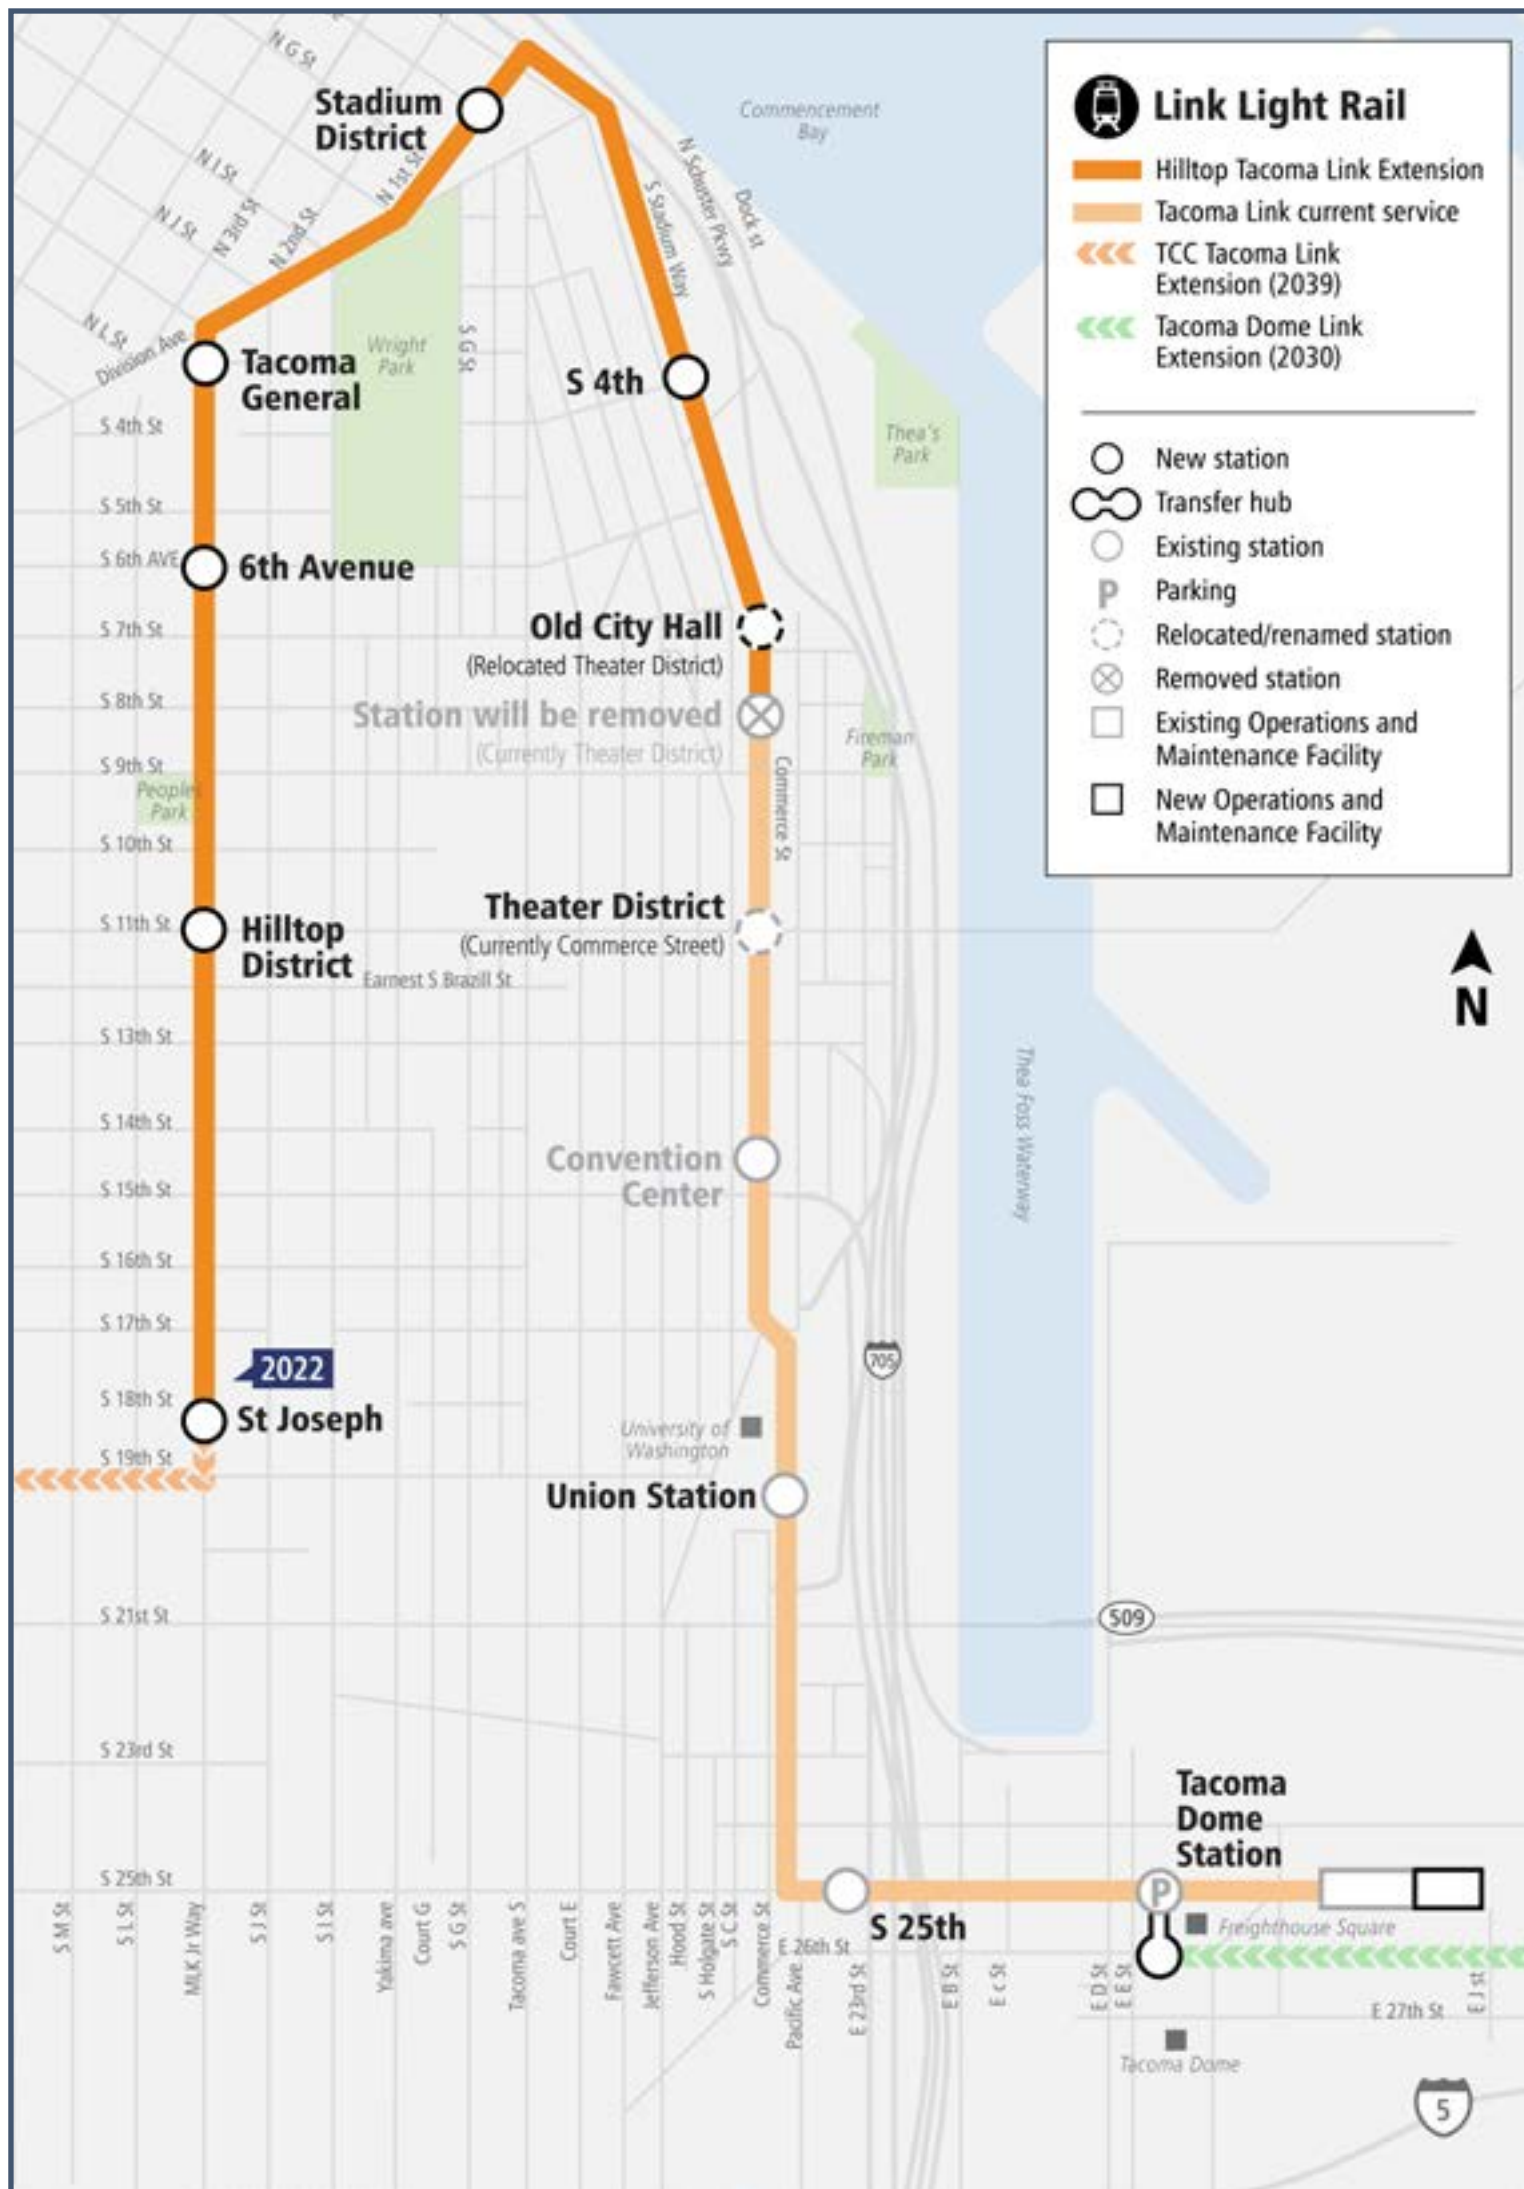 N G St
Stadium
District
Commencement
Bay
N I St
N 1st St
N J St
N 3rd St
N 2nd St
N Schuster Pkwy
Dock st
S Stadium Way
N L St
Division Ave
Wright
Park
S G St
Tacoma
General
S 4th
Thea's
Park
S 4th St
S 5th St
S 6th AVE
6th Avenue
S 7th St
Old City Hall
(Relocated Theater District)
S 8th St
Station will be removed
(Currently Theater District)
Fireman
Park
S 9th St
Peoples
Park
Commerce St
S 10th St
S 11th St
Hilltop
District
Theater District
(Currently Commerce Street)
Earnest S Brazill St
S 13th St
Thea Foss Waterway
S 14th St
Convention
Center
S 15th St
S 16th St
S 17th St
2022
705
S 18th St
St Joseph
University of
Washington
S 19th St
Union Station
S 21st St
509
S 23rd St
Tacoma
Dome
Station
S 25th St
P
S 25th
Freighthouse Square
E 26th St
S M St
S L St
MLK Jr Way
S J St
S I St
Yakima ave
Court G
S G St
Tacoma ave S
Court E
Fawcett Ave
Jefferson Ave
Hood St
S Holgate St
S C St
Commerce St
Pacific Ave
E 23rd St
E B St
E c St
E D St
E E St
E J st
E 27th St
Tacoma Dome
5
Link Light Rail
Hilltop Tacoma Link Extension
Tacoma Link current service
TCC Tacoma Link
Extension (2039)
Tacoma Dome Link
Extension (2030)
New station
Transfer hub
Existing station
P Parking
Relocated/renamed station
Removed station
Existing Operations and
Maintenance Facility
New Operations and
Maintenance Facility
N